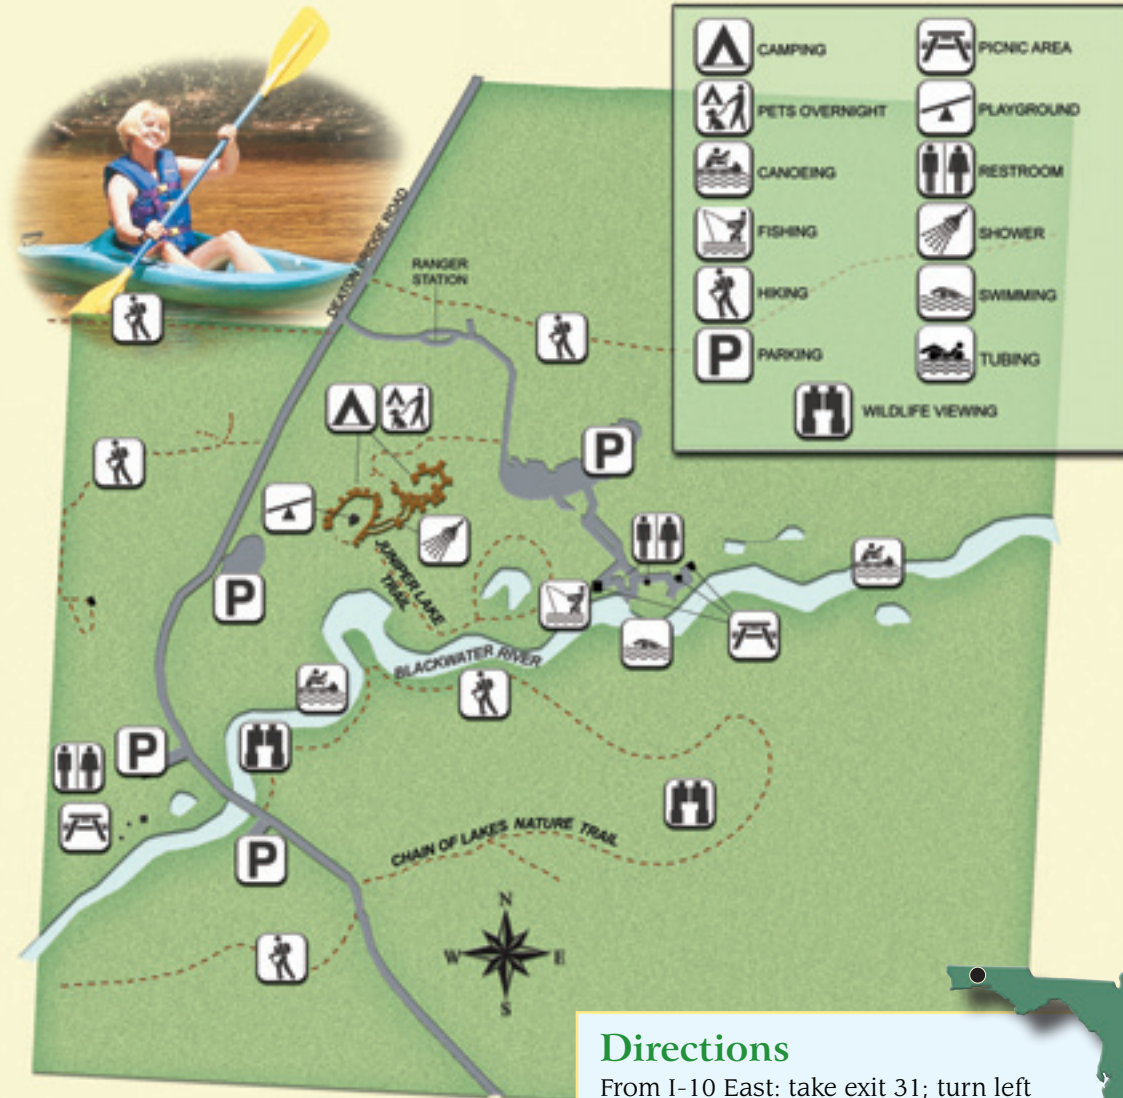 CAMPING
PETS OVERNIGHT
CANOEING
FISHING
HIKING
P PARKING
PICNIC AREA
PLAYGROUND
RESTROOM
SHOWER
SWIMMING
TUBING
WILDLIFE VIEWING
DEATON BRIDGE ROAD
RANGER
STATION
P
JUNIPER LAKE
TRAIL
P
BLACKWATER RIVER
P
P
CHAIN OF LAKES NATURE TRAIL
N
W E
S
Directions
From I-10 East: take exit 31; turn left